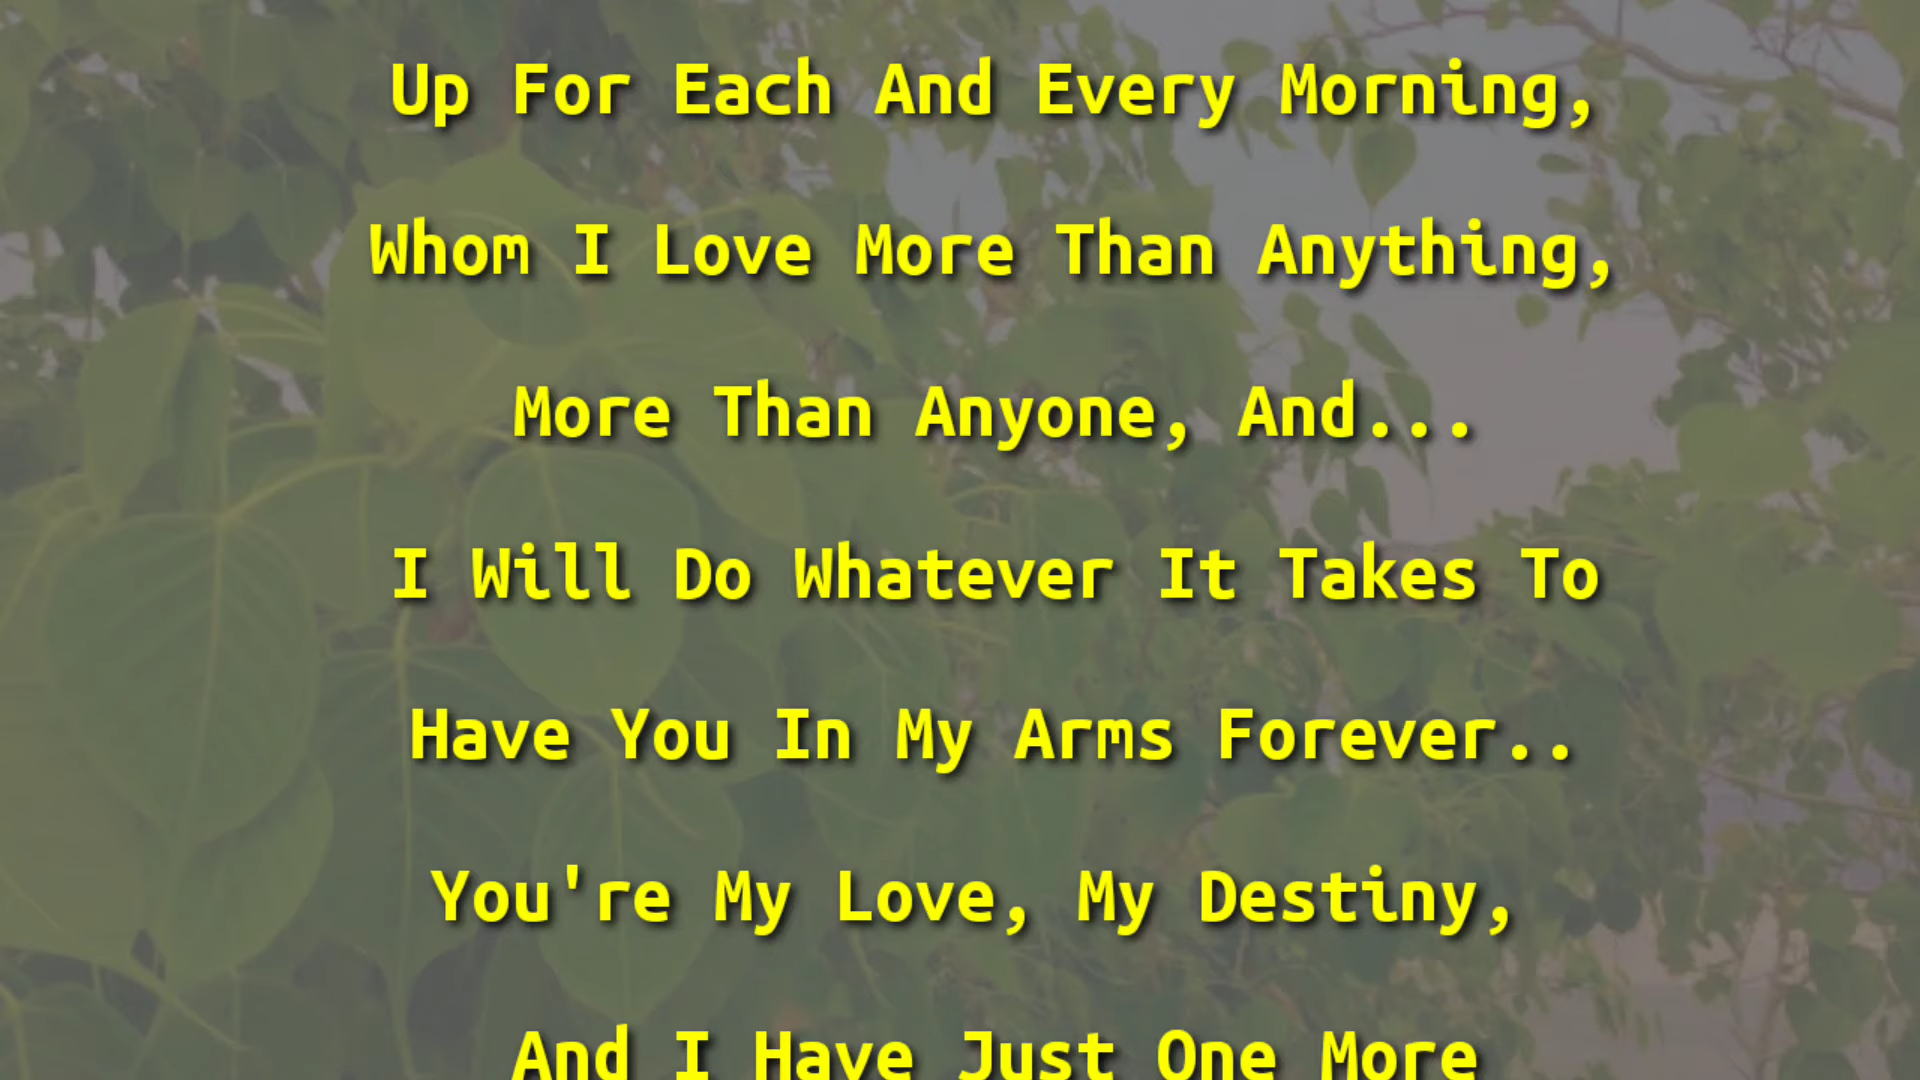 Up For Each And Every Morning,
Whom I Love More Than Anything,
More Than Anyone, And...
I Will Do Whatever It Takes To
Have You In My Arms Forever..
You're My Love, My Destiny,
And I Have Just One More